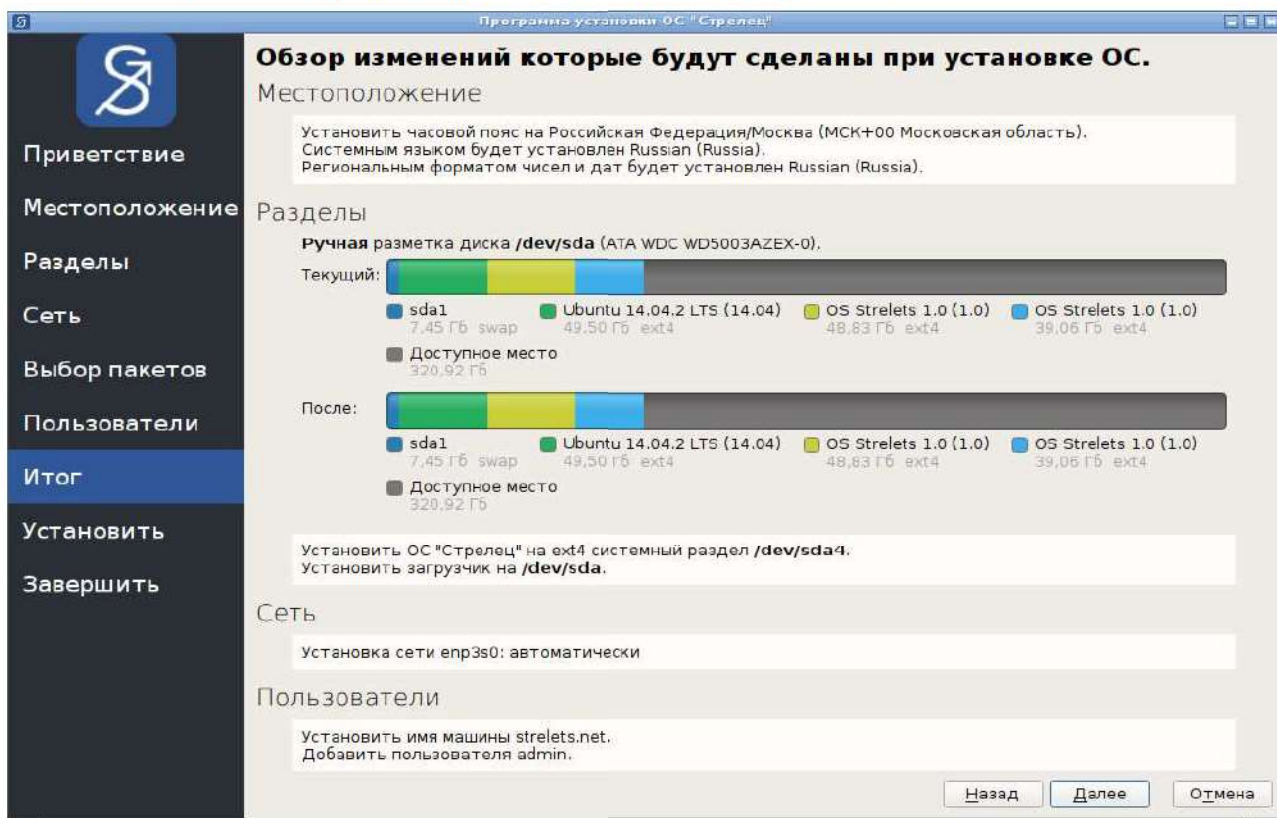 Программа установки ОС "Стрелец"
Приветствие
Местоположение
Разделы
Сеть
Выбор пакетов
Пользователи
Итог
Установить
Завершить
Обзор изменений которые будут сделаны при установке ОС.
Местоположение
Установить часовой пояс на Российская Федерация/Москва (МСК+00 Московская область).
Системным языком будет установлен Russian (Russia).
Региональным форматом чисел и дат будет установлен Russian (Russia).
Разделы
Ручная разметка диска /dev/sda (ATA WDC WD5003AZEX-0).
Текущий:
sda1 Ubuntu 14.04.2 LTS (14.04) OS Strelets 1.0 (1.0) OS Strelets 1.0 (1.0)
7,45 Гб swap 49,50 Гб ext4 48,83 Гб ext4 39,06 Гб ext4
Доступное место
320,92 Гб
После:
sda1 Ubuntu 14.04.2 LTS (14.04) OS Strelets 1.0 (1.0) OS Strelets 1.0 (1.0)
7,45 Гб swap 49,50 Гб ext4 48,83 Гб ext4 39,06 Гб ext4
Доступное место
320,92 Гб
Установить ОС "Стрелец" на ext4 системный раздел /dev/sda4.
Установить загрузчик на /dev/sda.
Сеть
Установка сети enp3s0: автоматически
Пользователи
Установить имя машины strelets.net.
Добавить пользователя admin.
Назад Далее Отмена